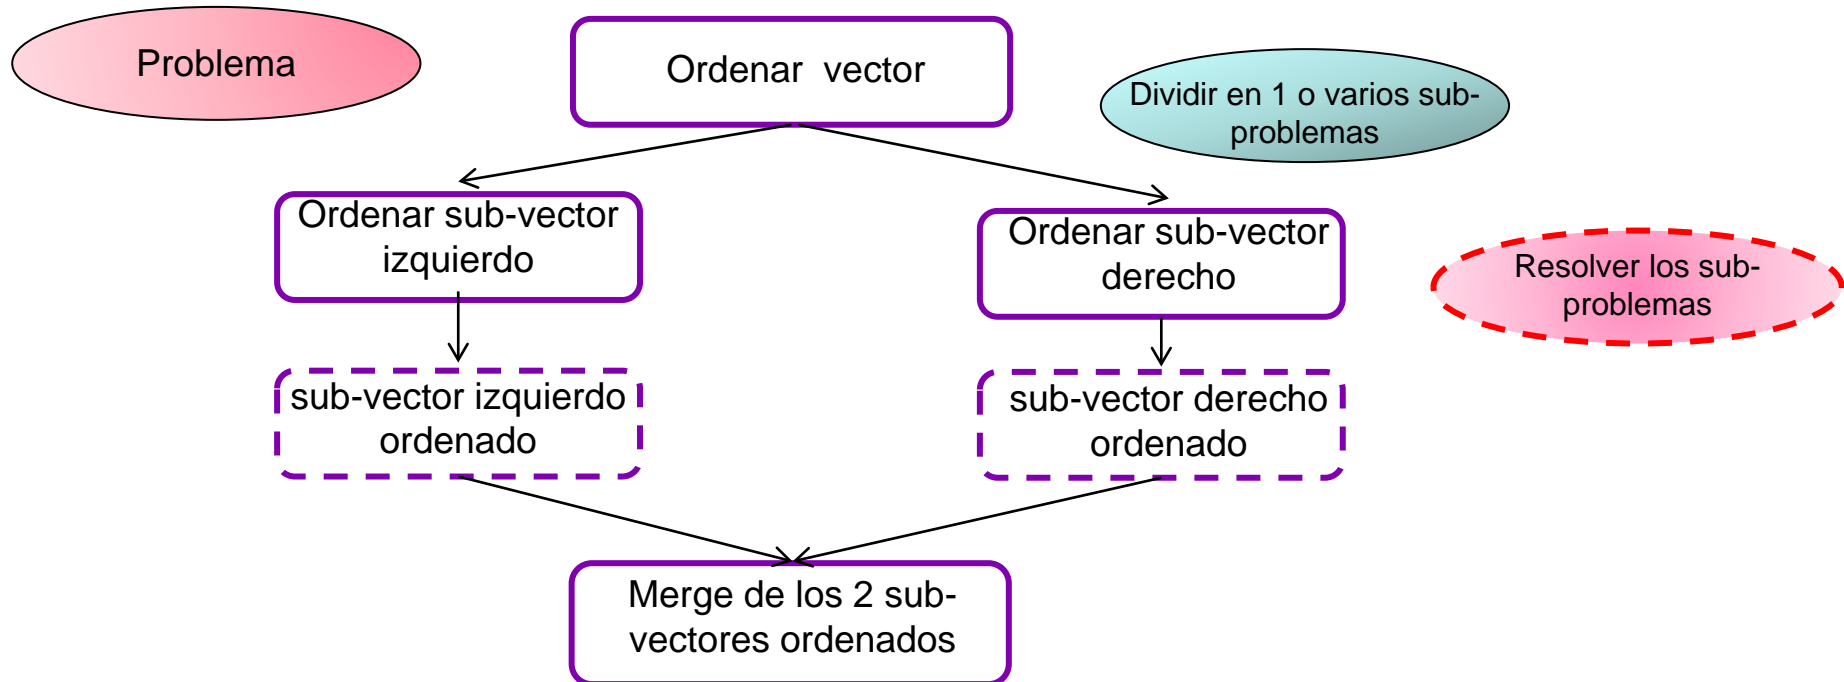 Problema
Ordenar vector
Dividir en 1 o varios sub-
problemas
Ordenar sub-vector
izquierdo
Ordenar sub-vector
derecho
Resolver los sub-
problemas
sub-vector izquierdo
ordenado
sub-vector derecho
ordenado
Merge de los 2 sub-
vectores ordenados